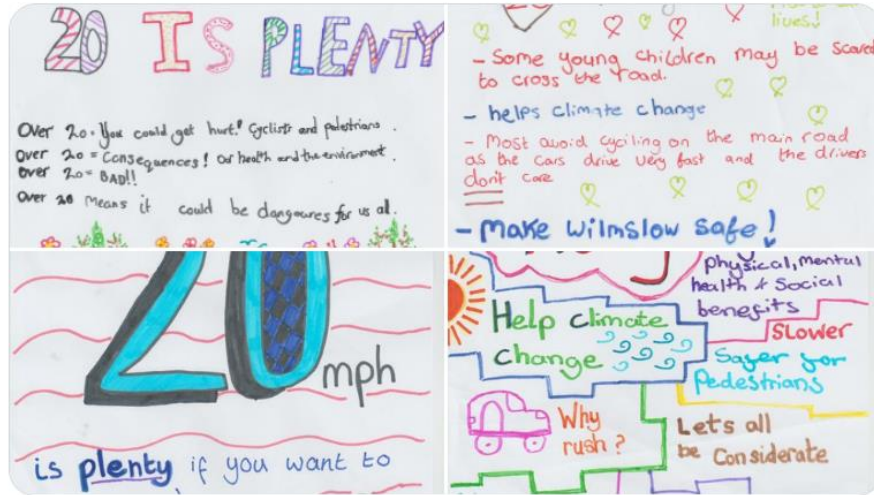 20 IS PLENTY
Over 20 = You could get hurt! Cyclists and pedestrians.
Over 20 = Consequences! Our health and the environment.
Over 20 = BAD!!
Over 20 Means it could be dangoures for us all.
lives!
- Some young children may be scared
to cross the road.
- helps climate change
- Most avoid cycling on the main road
as the cars drive very fast and the drivers
don't care
- Make Wilmslow safe!
20
mph
is plenty if you want to
physical, mental
health & Social
benefits
Help climate
change
SLOWER
Safer for
Pedestrians
Why
rush?
Lets all
be Considerate